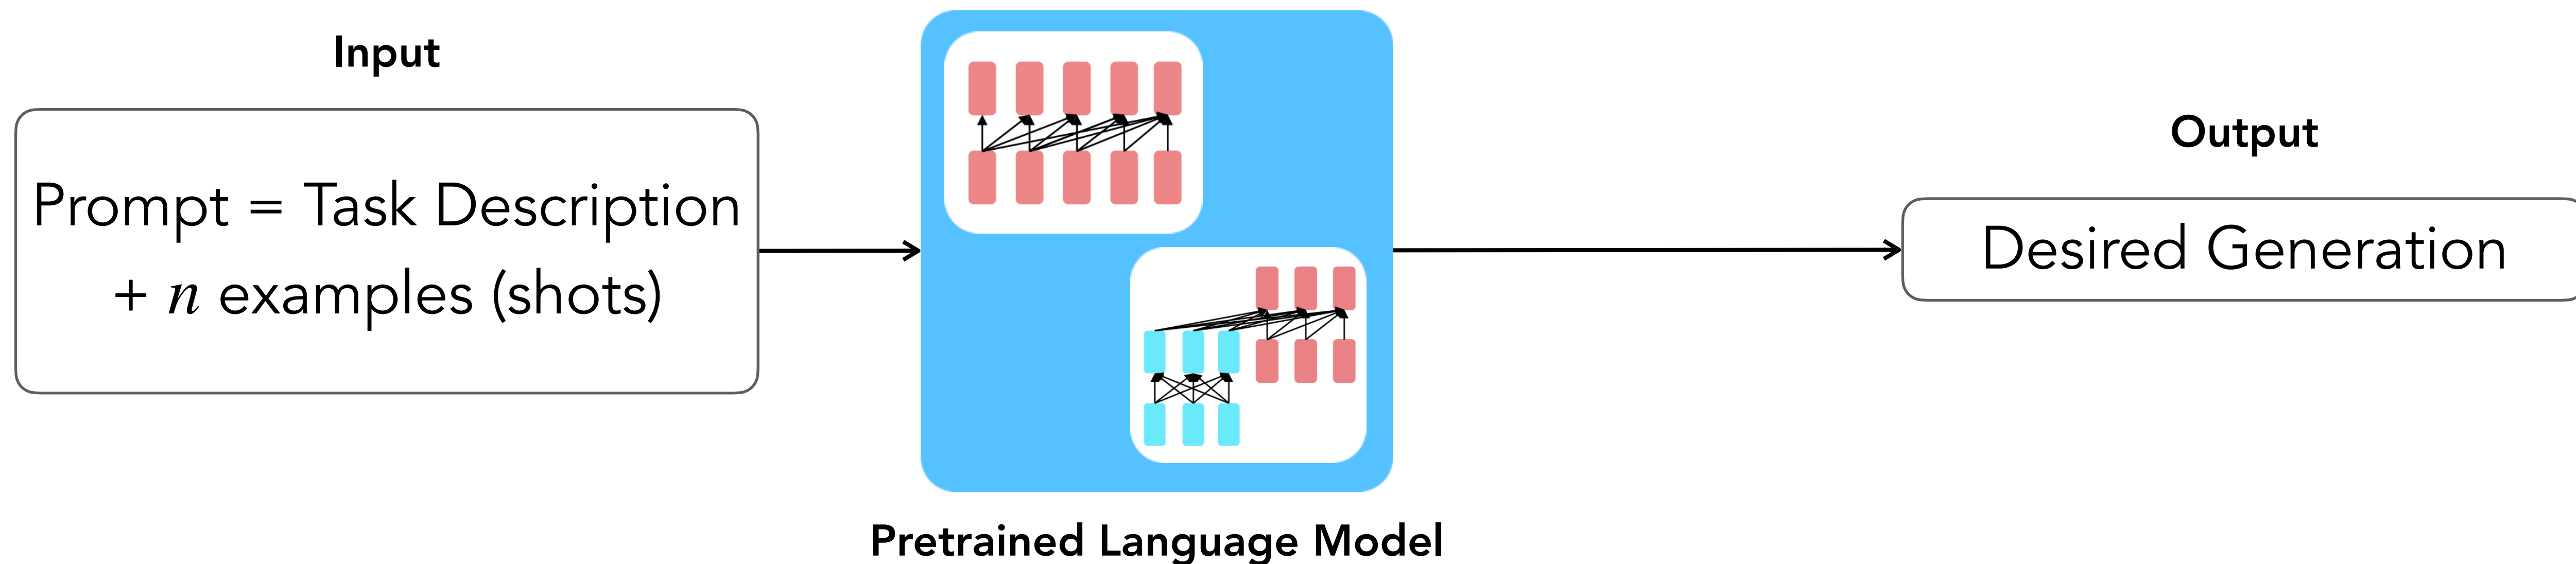 Input
Prompt = Task Description
+ n examples (shots)
Pretrained Language Model
Output
Desired Generation